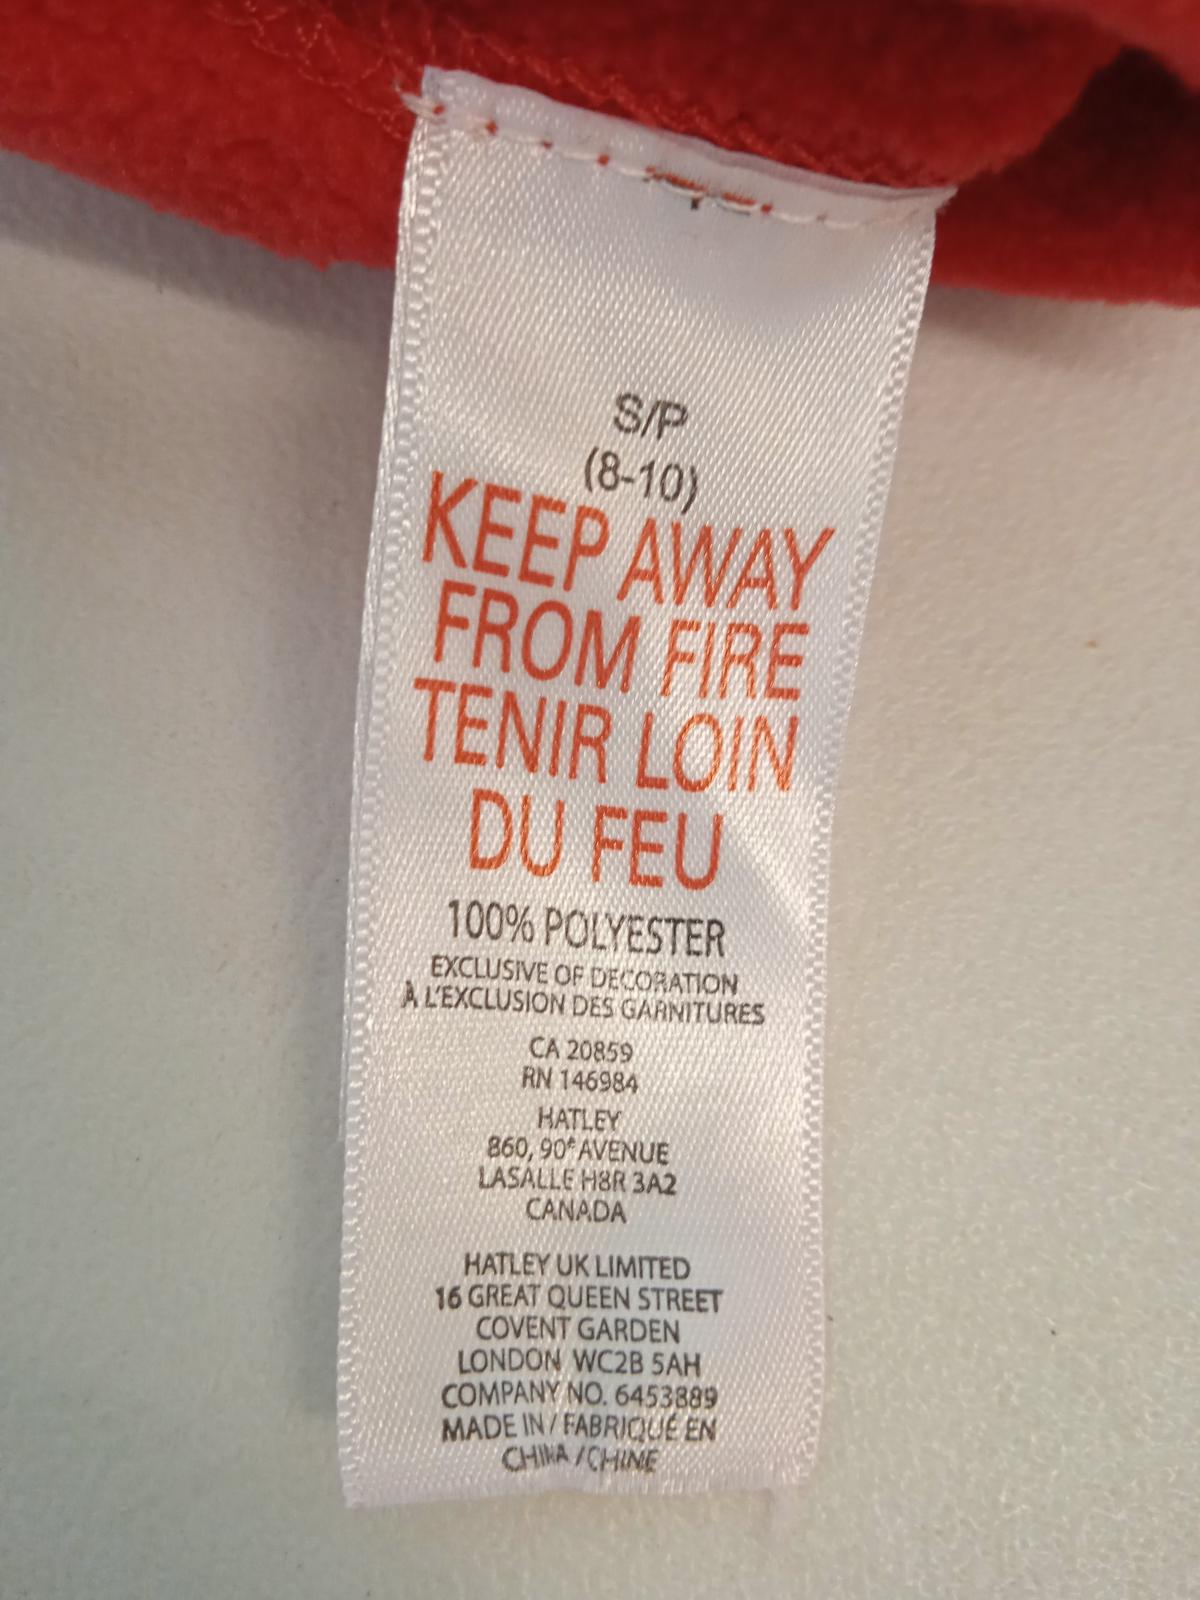 S/P
(8-10)
KEEP AWAY
FROM FIRE
TENIR LOIN
DU FEU
100% POLYESTER
EXCLUSIVE OF DECORATION
À L'EXCLUSION DES GARNITURES
CA 20859
RN 146984
HATLEY
860, 90e AVENUE
LASALLE H8R 3A2
CANADA
HATLEY UK LIMITED
16 GREAT QUEEN STREET
COVENT GARDEN
LONDON WC2B 5AH
COMPANY NO. 6453889
MADE IN / FABRIQUÉ EN
CHINA / CHINE